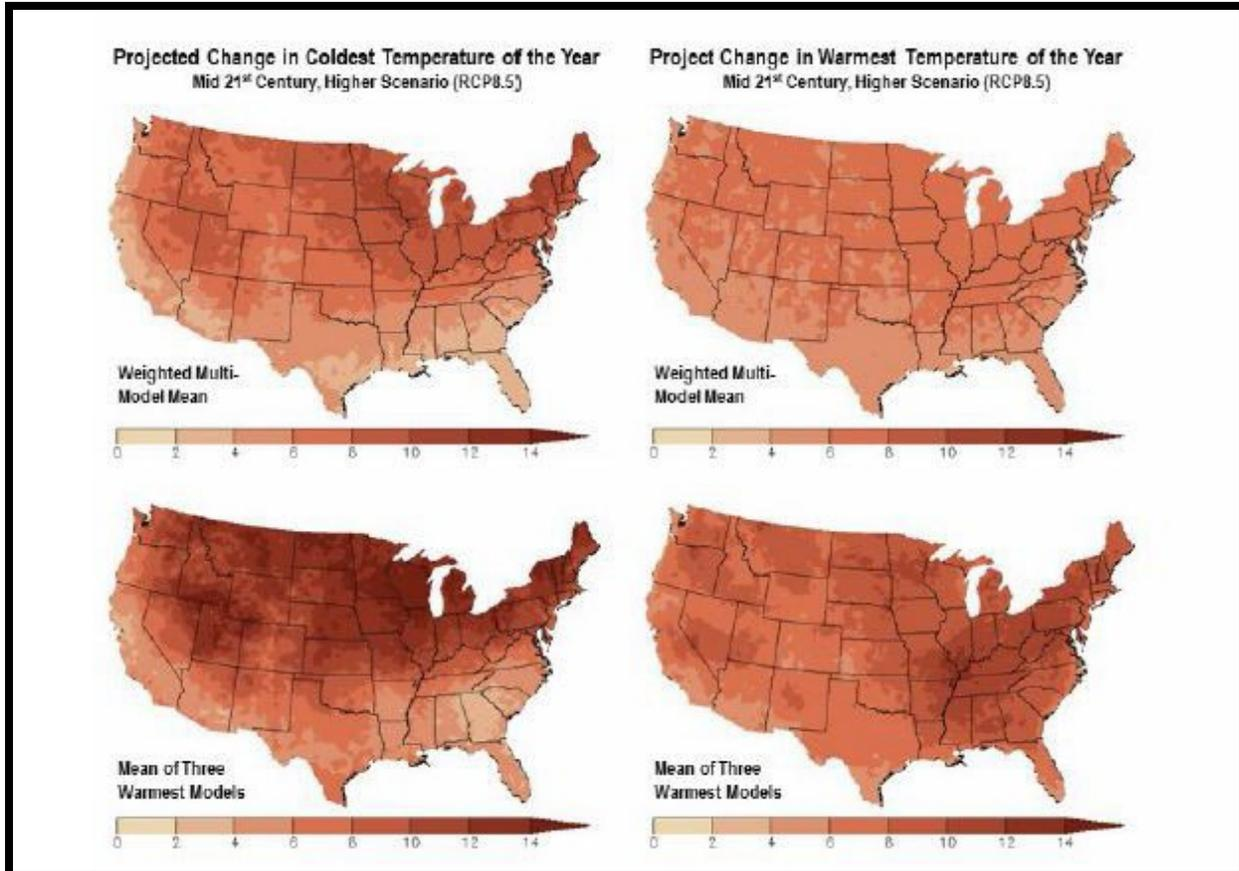 Projected Change in Coldest Temperature of the Year
Mid 21st Century, Higher Scenario (RCP8.5)
Project Change in Warmest Temperature of the Year
Mid 21st Century, Higher Scenario (RCP8.5)
Weighted Multi-
Model Mean
0 2 4 6 8 10 12 14
Weighted Multi-
Model Mean
0 2 4 6 8 10 12 14
Mean of Three
Warmest Models
0 2 4 6 8 10 12 14
Mean of Three
Warmest Models
0 2 4 6 8 10 12 14